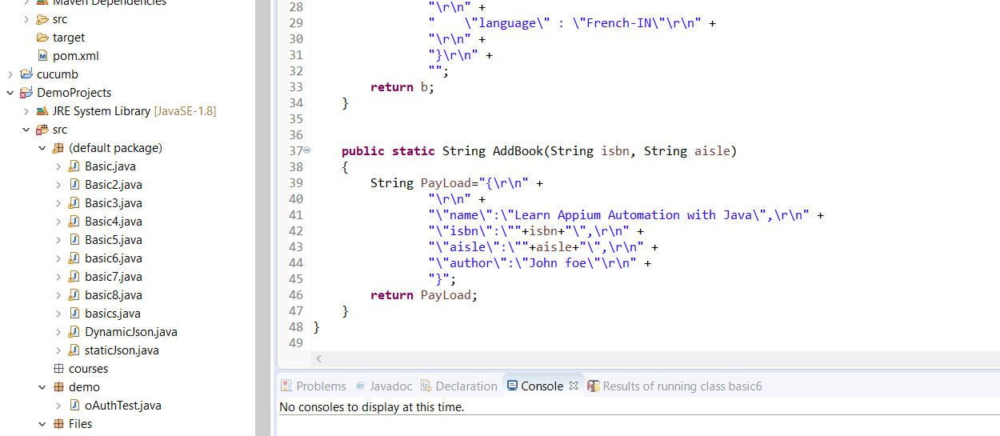 Maven Dependencies
src
target
pom.xml
cucumb
DemoProjects
JRE System Library [JavaSE-1.8]
src
(default package)
Basic.java
Basic2.java
Basic3.java
Basic4.java
Basic5.java
basic6.java
basic7.java
basic8.java
basics.java
DynamicJson.java
staticJson.java
courses
demo
oAuthTest.java
Files
28 "\r\n" +
29 "    \"language\" : \"French-IN\"\r\n" +
30 "\r\n" +
31 "}\r\n" +
32 "";
33 return b;
34 }
35
36
37 public static String AddBook(String isbn, String aisle)
38 {
39 String PayLoad="{\r\n" +
40 "\r\n" +
41 "\"name\":\"Learn Appium Automation with Java\",\r\n" +
42 "\"isbn\":\""+isbn+"\",\r\n" +
43 "\"aisle\":\""+aisle+"\",\r\n" +
44 "\"author\":\"John foe\"\r\n" +
45 "}";
46 return PayLoad;
47 }
48 }
49
Problems @ Javadoc Declaration Console Results of running class basic6
No consoles to display at this time.